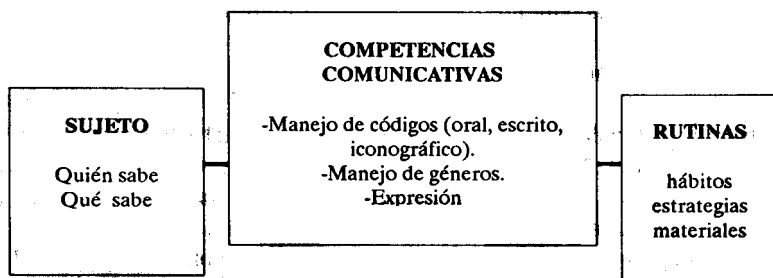 SUJETO
Quién sabe
Qué sabe
COMPETENCIAS
COMUNICATIVAS
-Manejo de códigos (oral, escrito,
iconográfico).
-Manejo de géneros.
-Expresión
RUTINAS
hábitos
estrategias
materiales